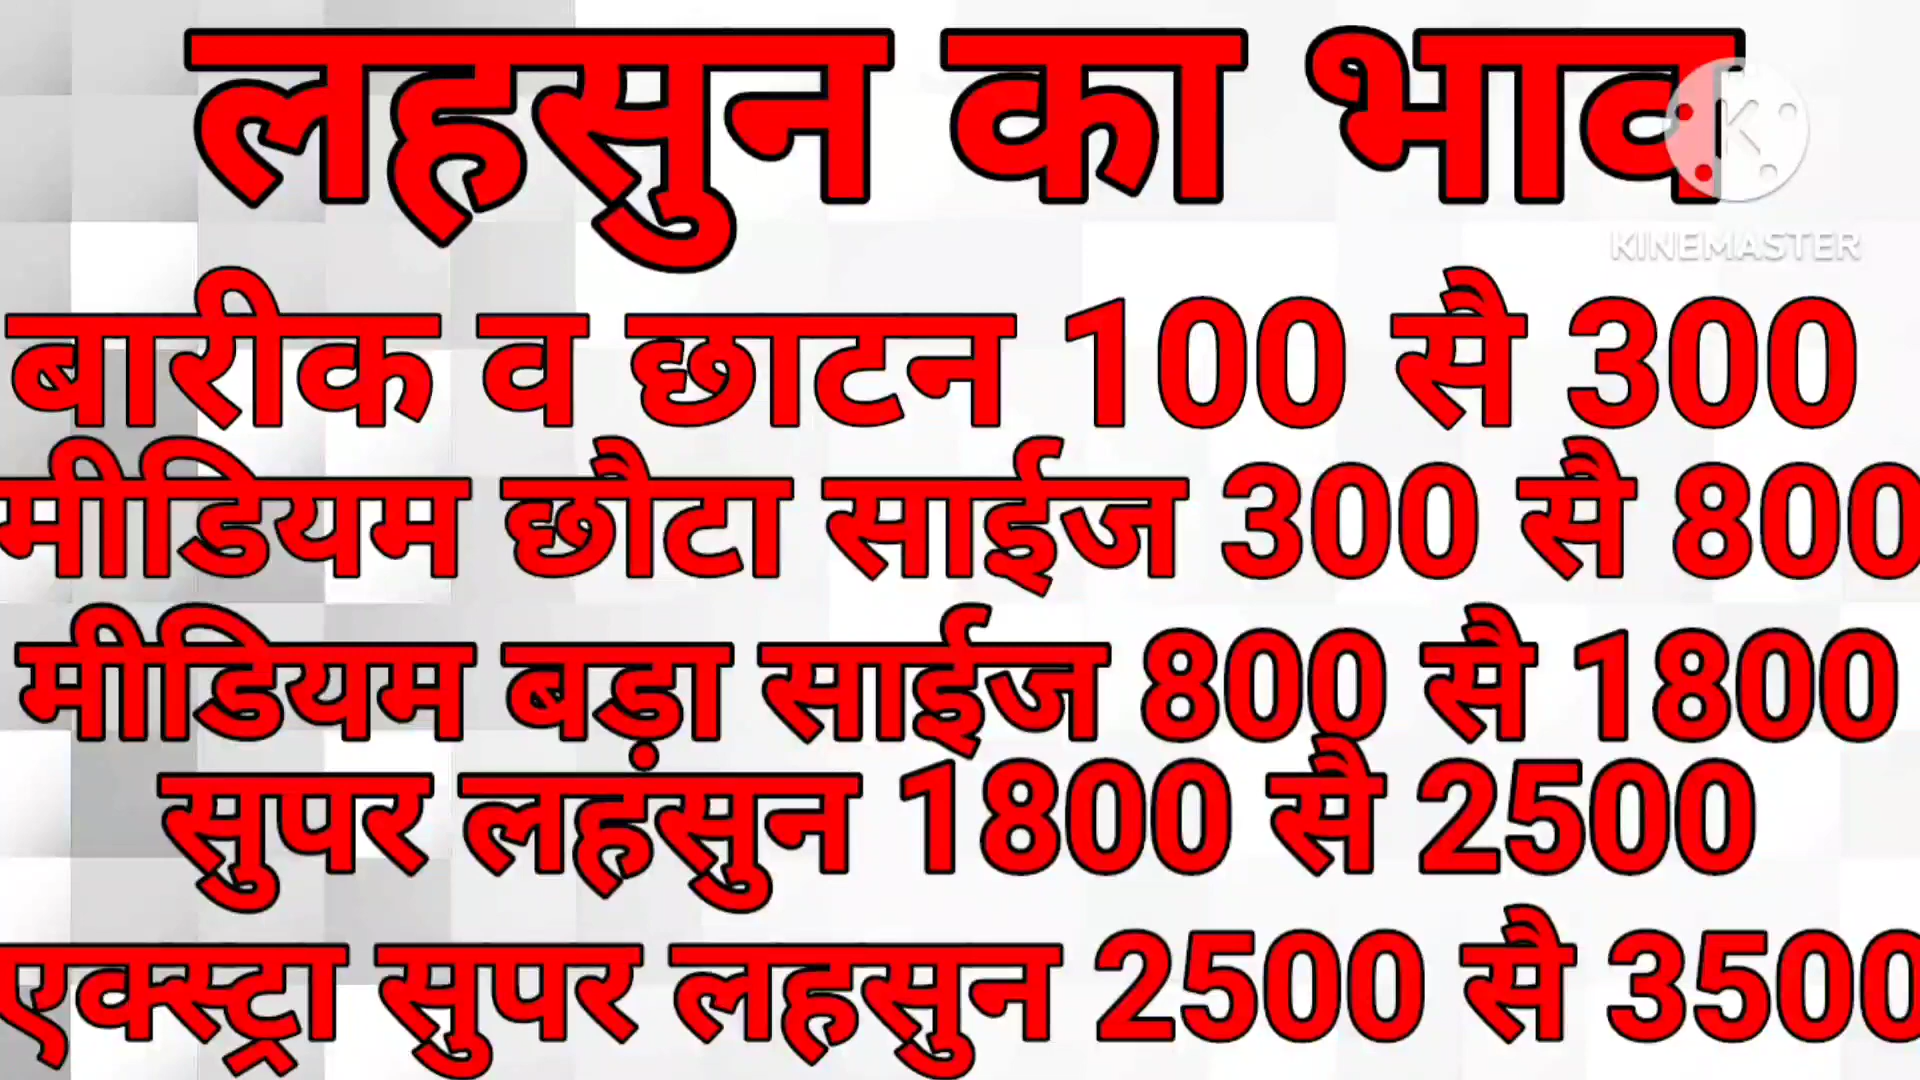 लहसुन का भाव
KINEMASTER
बारीक व छाटन 100 सै 300
मीडियम छौटा साईज 300 सै 800
मीडियम बड़ा साईज 800 सै 1800
सुपर लहंसुन 1800 सै 2500
एक्स्ट्रा सुपर लहसुन 2500 सै 3500